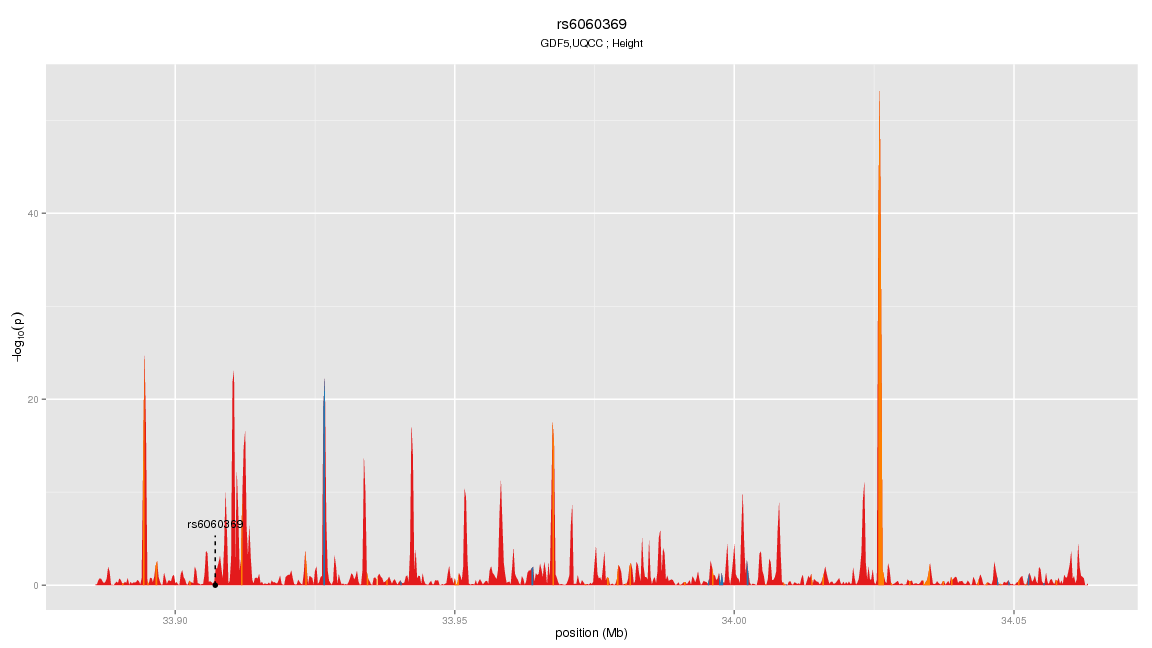 rs6060369
GDF5,UQCC ; Height
−log10(p)
40
20
0
rs6060369
33.90
33.95
34.00
34.05
position (Mb)